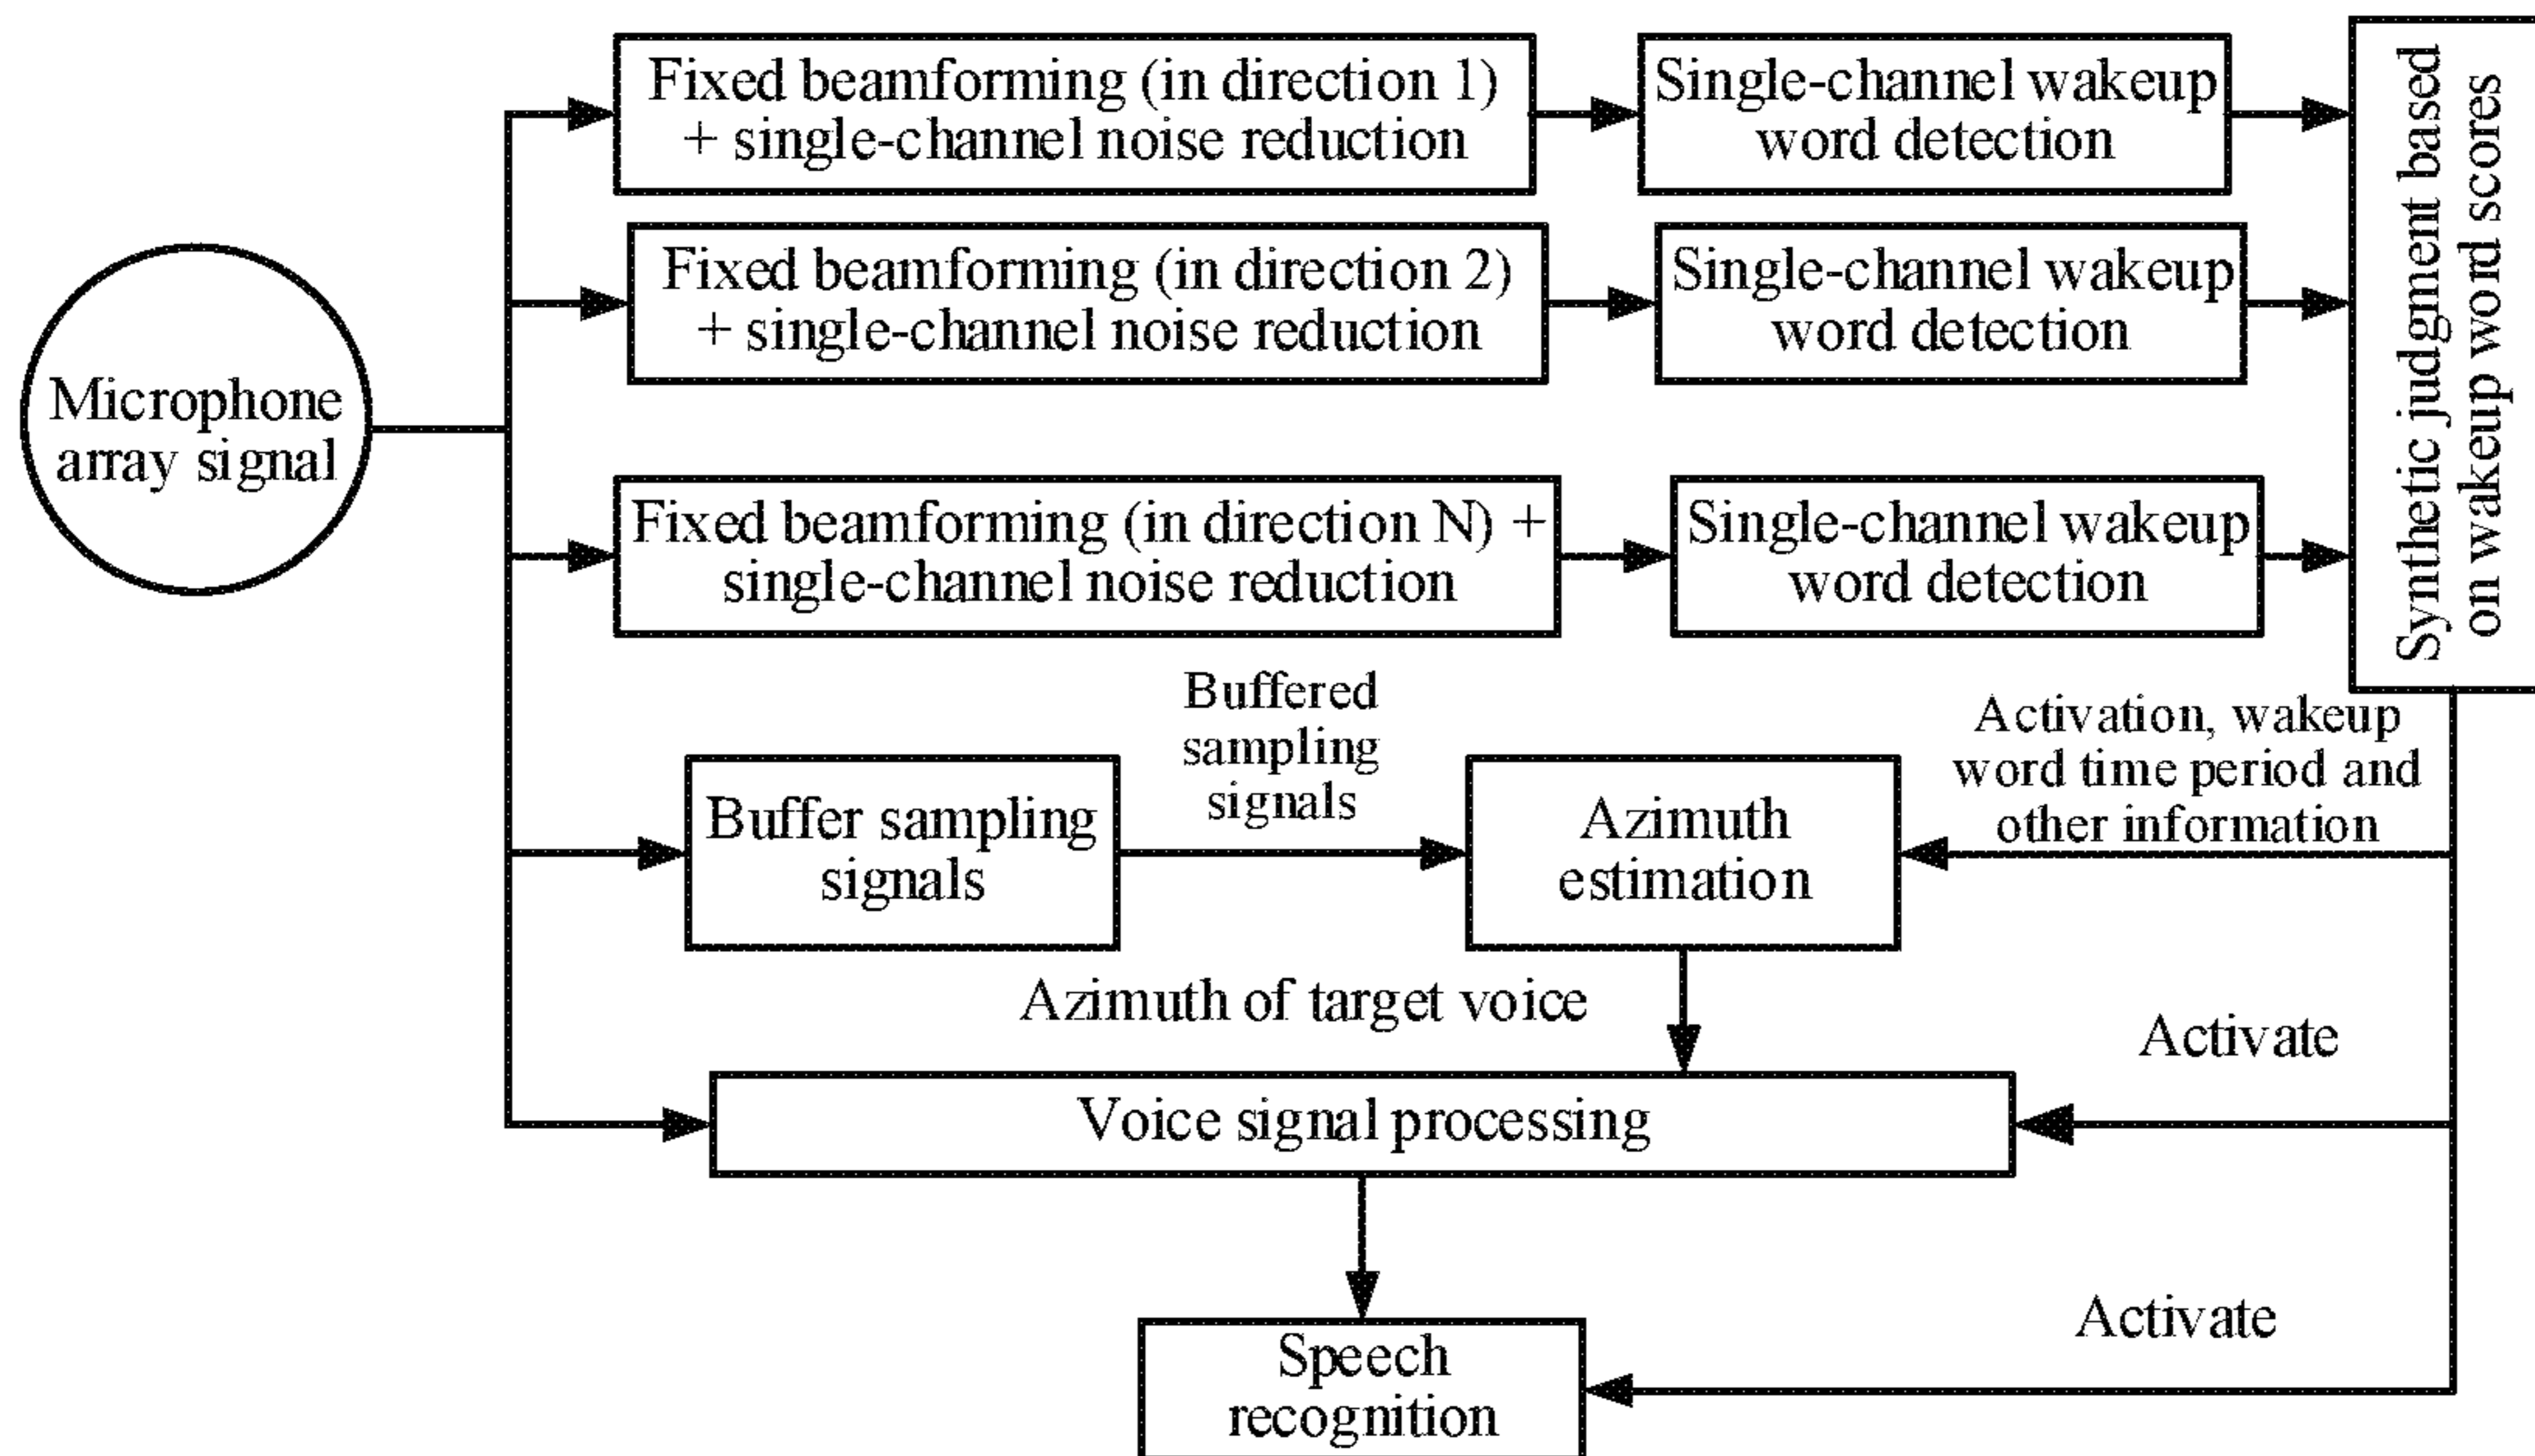 Fixed beamforming (in direction 1)
+ single-channel noise reduction
Single-channel wakeup
word detection
Synthetic judgment based
on wakeup word scores
Fixed beamforming (in direction 2)
+ single-channel noise reduction
Single-channel wakeup
word detection
Microphone
array signal
Fixed beamforming (in direction N) +
single-channel noise reduction
Single-channel wakeup
word detection
Buffered
sampling
signals
Activation, wakeup
word time period and
other information
Buffer sampling
signals
Azimuth
estimation
Azimuth of target voice
Activate
Voice signal processing
Activate
Speech
recognition